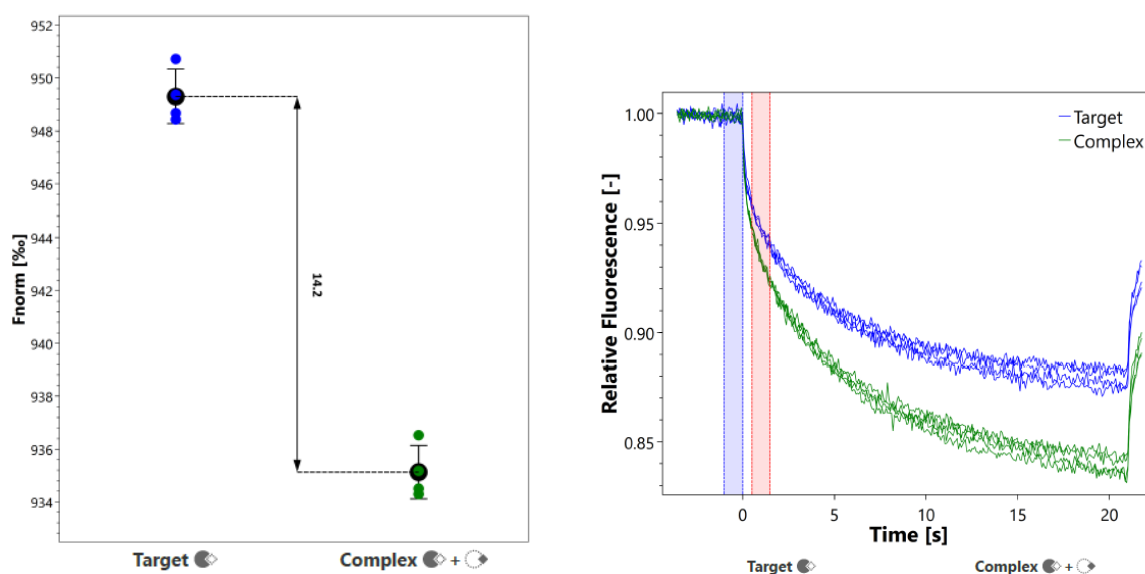 952
950
948
946
944
942
940
938
936
934
Fnorm [‰]
14.2
Target
Complex +
1.00
0.95
0.90
0.85
Relative Fluorescence [-]
Target
Complex
0 5 10 15 20
Time [s]
Target
Complex +